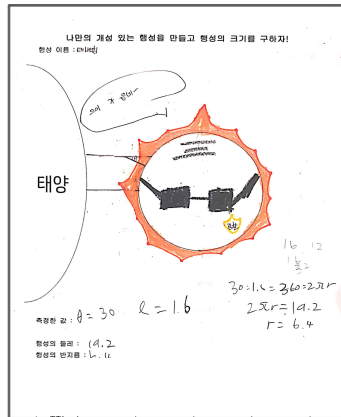 나만의 개성 있는 행성을 만들고 행성의 크기를 구하자!
행성 이름 :
태양
16 12
30:1.6=360:2πr
2πr=19.2
r=6.4
측정한 값 : θ=30 l=1.6
행성의 둘레 : 19.2
행성의 반지름 :